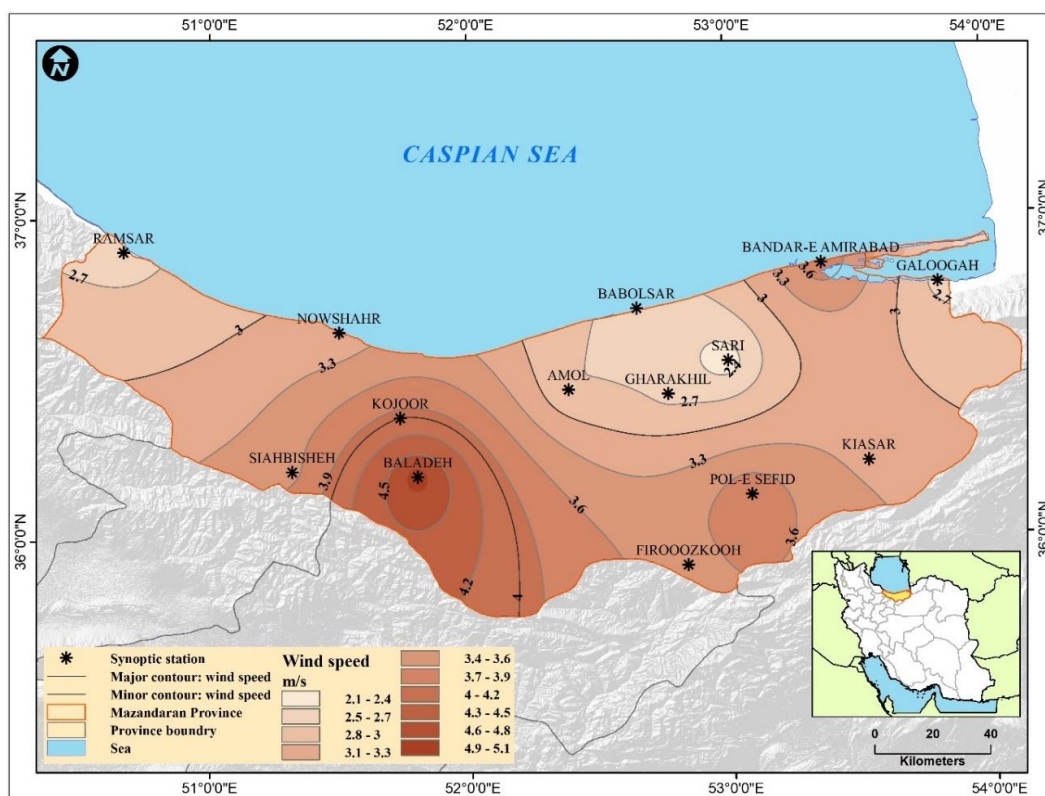 51°0'0"E
52°0'0"E
53°0'0"E
54°0'0"E
N
CASPIAN SEA
37°0'0"N
37°0'0"N
RAMSAR
2.7
BANDAR-E AMIRABAD
3.6
3.3
GALOOGAH
2.7
3
3
BABOLSAR
NOWSHAHR
3
SARI
2.4
3.3
AMOL
GHARAKHIL
2.7
KOJOOR
KIASAR
SIAHBISHEH
BALADEH
3.3
POL-E SEFID
3.9
4.5
3.6
3.6
36°0'0"N
36°0'0"N
FIROOOZKOOH
4.2
4
Synoptic station
Major contour: wind speed
Minor contour: wind speed
Mazandaran Province
Province boundry
Sea
Wind speed
m/s
2.1 - 2.4
2.5 - 2.7
2.8 - 3
3.1 - 3.3
3.4 - 3.6
3.7 - 3.9
4 - 4.2
4.3 - 4.5
4.6 - 4.8
4.9 - 5.1
0 20 40
Kilometers
51°0'0"E
52°0'0"E
53°0'0"E
54°0'0"E